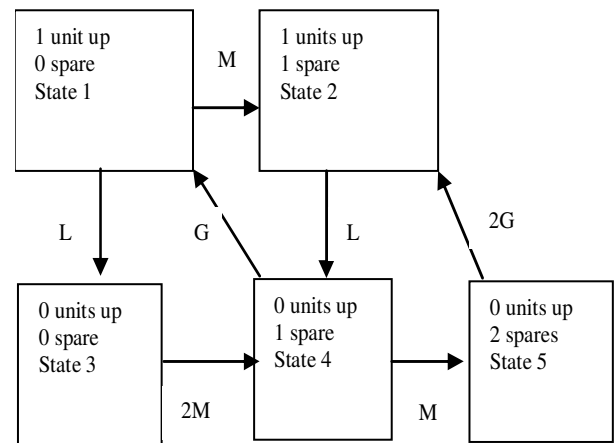 1 unit up
0 spare
State 1
M
1 units up
1 spare
State 2
L
G
L
2G
0 units up
0 spare
State 3
2M
0 units up
1 spare
State 4
M
0 units up
2 spares
State 5